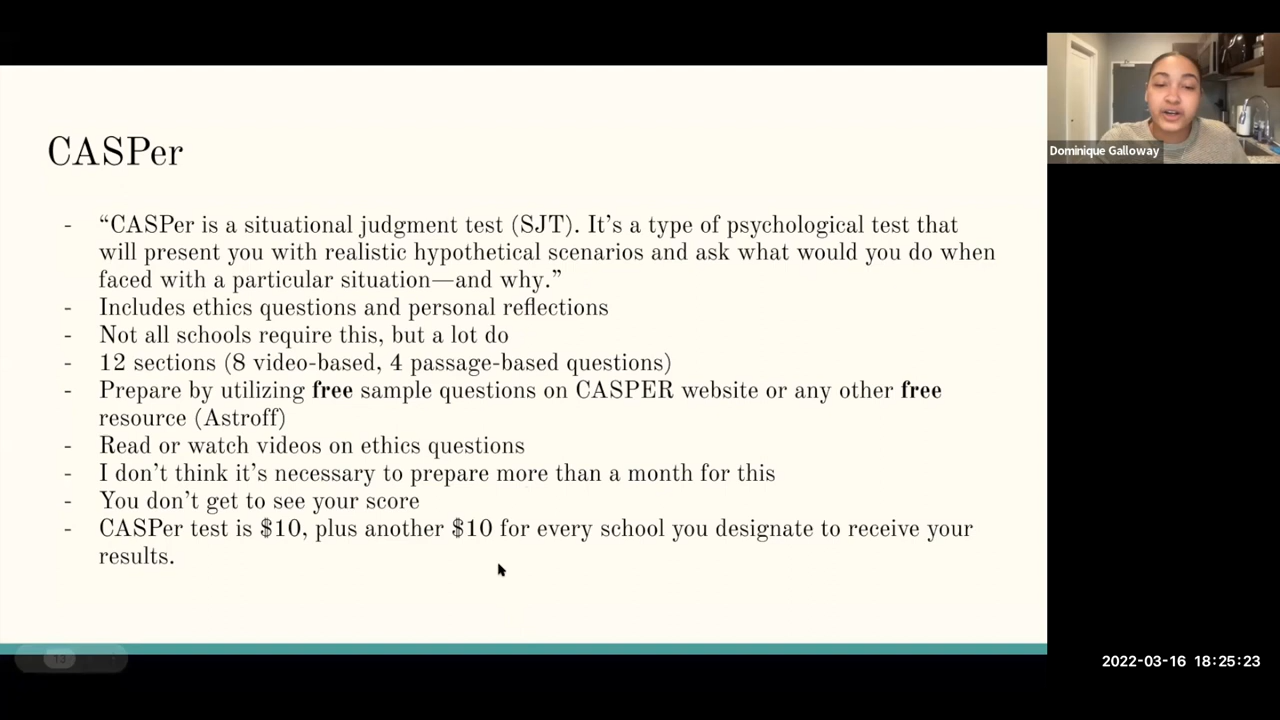 CASPer
- “CASPer is a situational judgment test (SJT). It’s a type of psychological test that
will present you with realistic hypothetical scenarios and ask what would you do when
faced with a particular situation—and why.”
- Includes ethics questions and personal reflections
- Not all schools require this, but a lot do
- 12 sections (8 video-based, 4 passage-based questions)
- Prepare by utilizing free sample questions on CASPER website or any other free
resource (Astroff)
- Read or watch videos on ethics questions
- I don’t think it’s necessary to prepare more than a month for this
- You don’t get to see your score
- CASPer test is $10, plus another $10 for every school you designate to receive your
results.
13
Dominique Galloway
2022-03-16 18:25:23